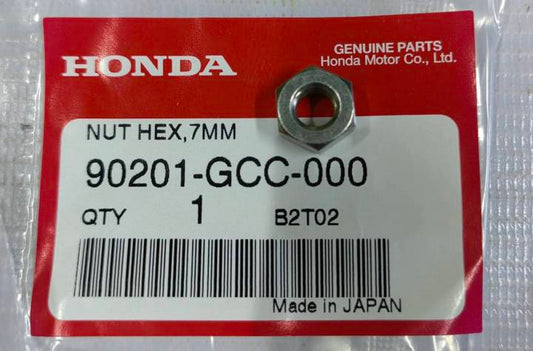 HONDA
GENUINE PARTS
Honda Motor Co., Ltd.
NUT HEX,7MM
90201-GCC-000
QTY 1 B2T02
Made in JAPAN